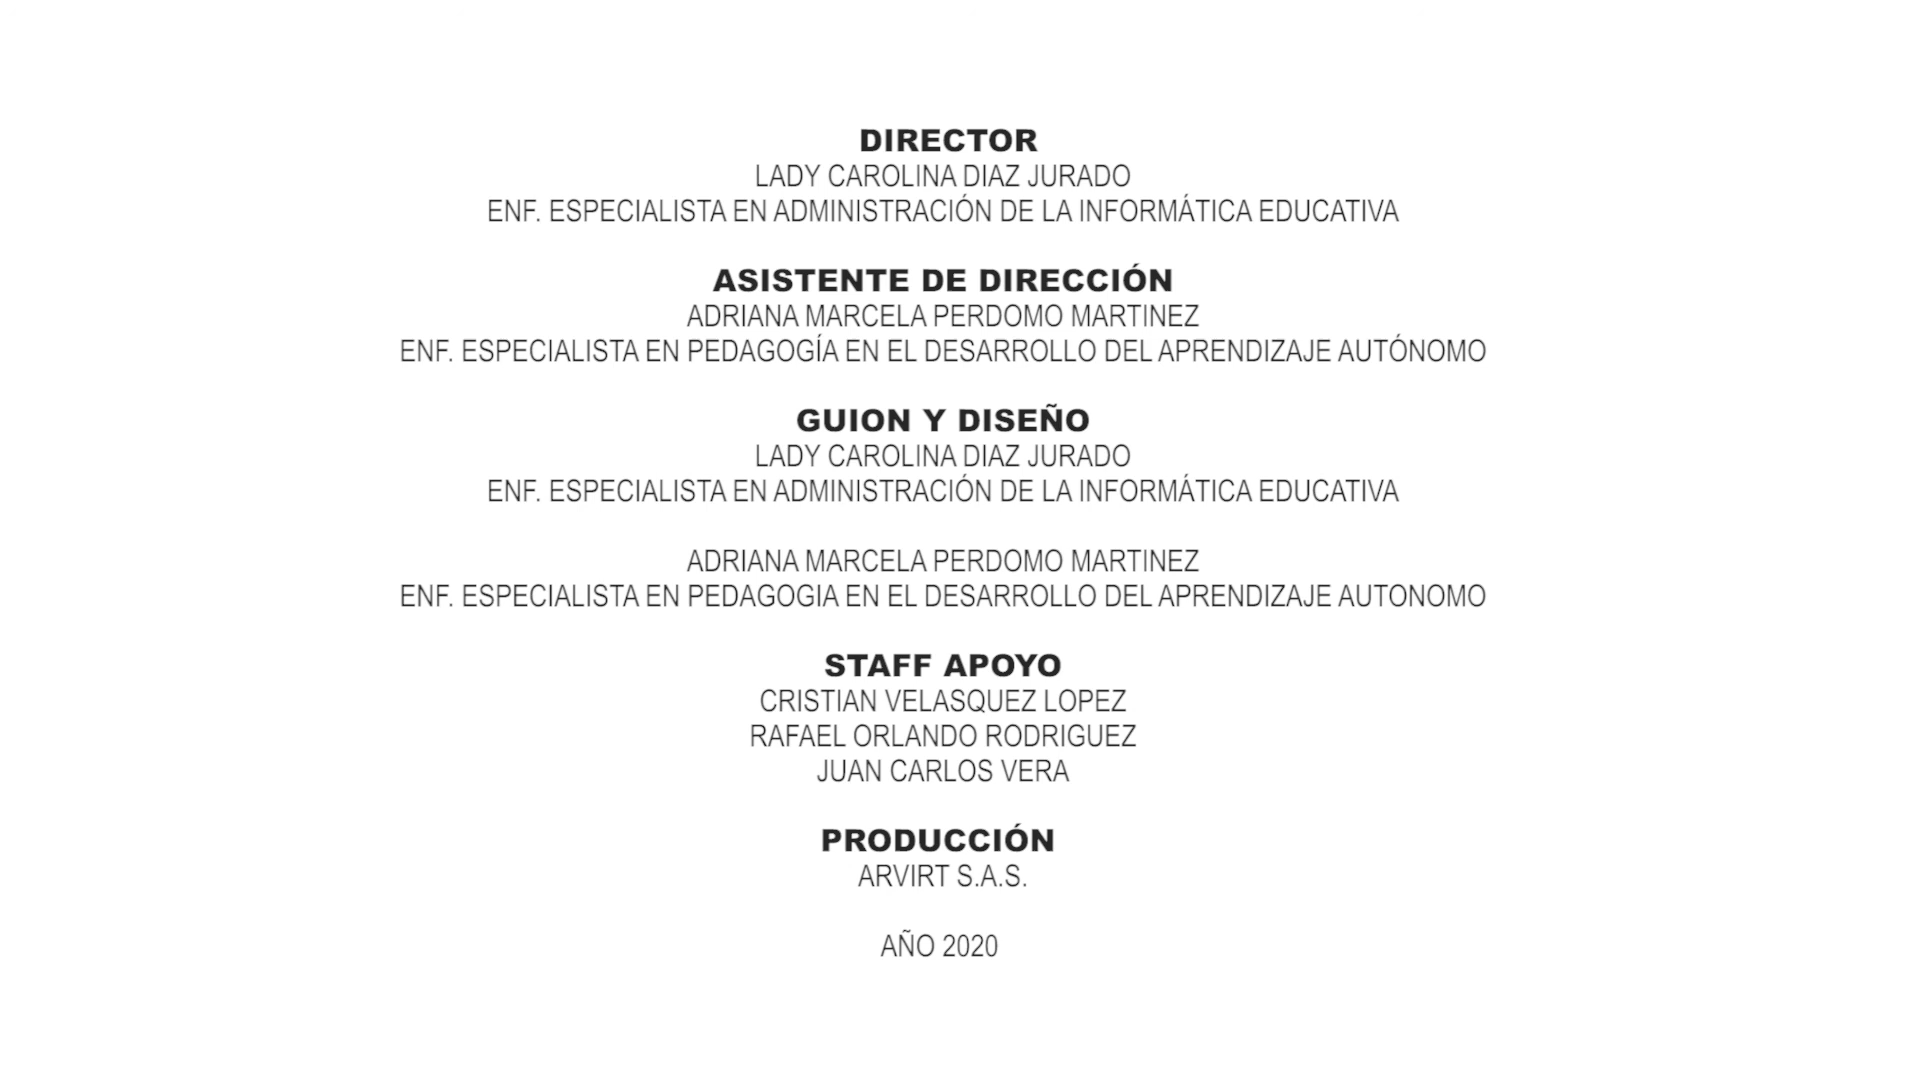 DIRECTOR
LADY CAROLINA DIAZ JURADO
ENF. ESPECIALISTA EN ADMINISTRACIÓN DE LA INFORMÁTICA EDUCATIVA
ASISTENTE DE DIRECCIÓN
ADRIANA MARCELA PERDOMO MARTINEZ
ENF. ESPECIALISTA EN PEDAGOGÍA EN EL DESARROLLO DEL APRENDIZAJE AUTÓNOMO
GUION Y DISEÑO
LADY CAROLINA DIAZ JURADO
ENF. ESPECIALISTA EN ADMINISTRACIÓN DE LA INFORMÁTICA EDUCATIVA
ADRIANA MARCELA PERDOMO MARTINEZ
ENF. ESPECIALISTA EN PEDAGOGIA EN EL DESARROLLO DEL APRENDIZAJE AUTONOMO
STAFF APOYO
CRISTIAN VELASQUEZ LOPEZ
RAFAEL ORLANDO RODRIGUEZ
JUAN CARLOS VERA
PRODUCCIÓN
ARVIRT S.A.S.
AÑO 2020